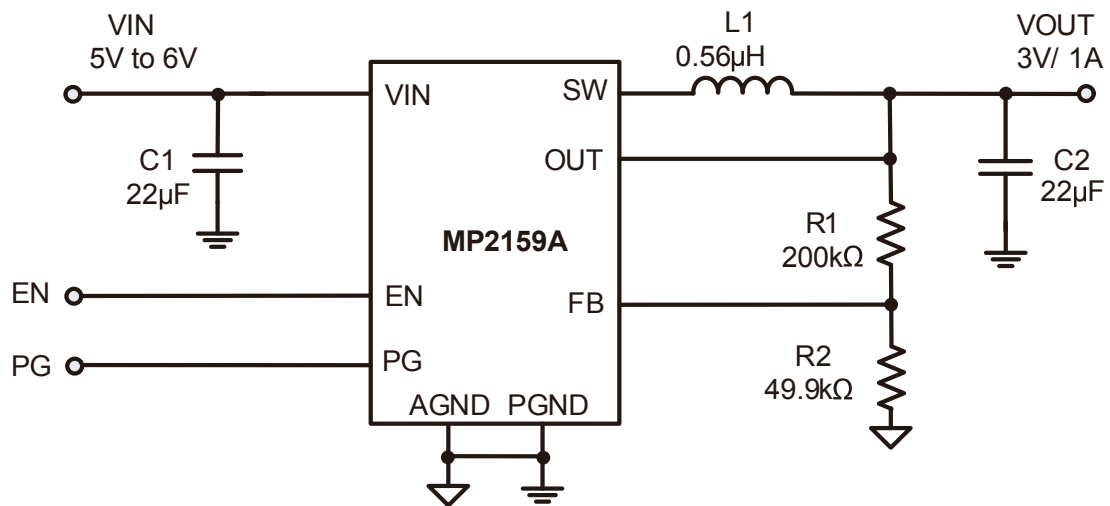 VIN
5V to 6V
L1
0.56µH
VOUT
3V/ 1A
VIN
SW
C1
22µF
OUT
C2
22µF
R1
200kΩ
MP2159A
EN
EN
FB
PG
PG
R2
49.9kΩ
AGND
PGND